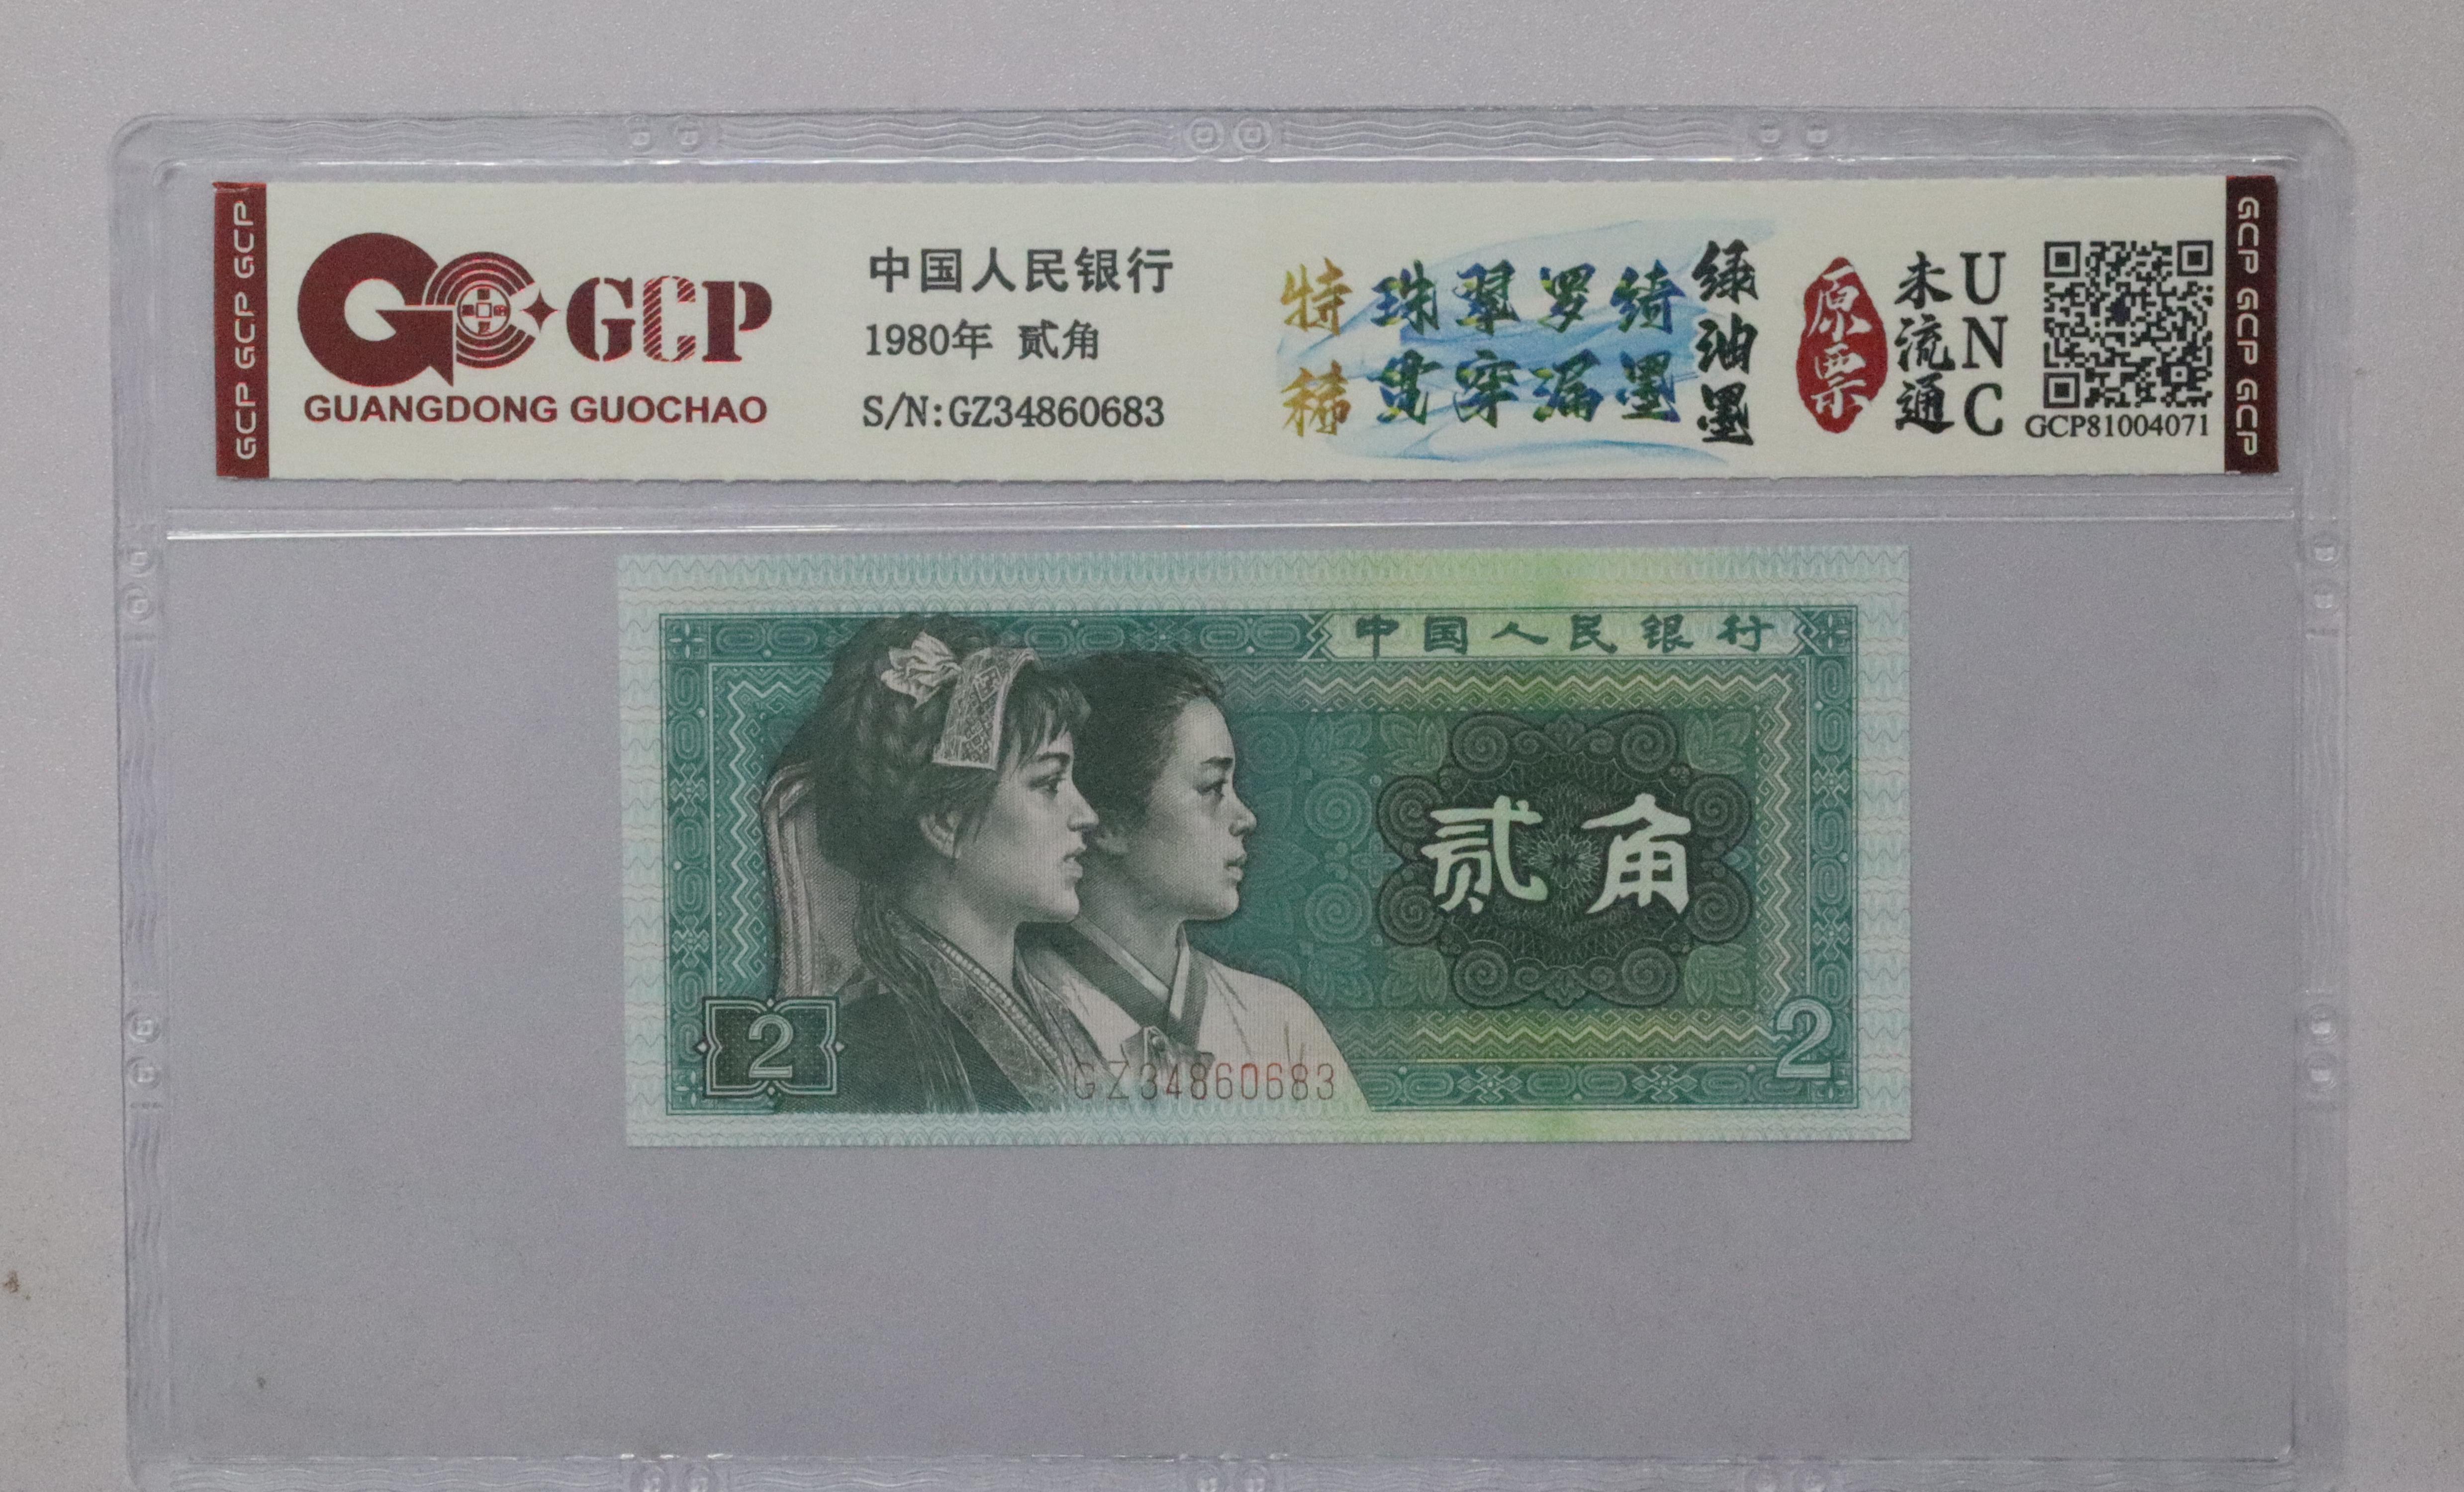 GCP GCP GCP
GCP
GUANGDONG GUOCHAO
中国人民银行
1980年 贰角
S/N:GZ34860683
特稀
珠翠罗绮
贯穿漏墨
绿油墨
原票
未流通
UNC
GCP81004071
GCP GCP GCP
中国人民银行
贰角
2
2
GZ34860683